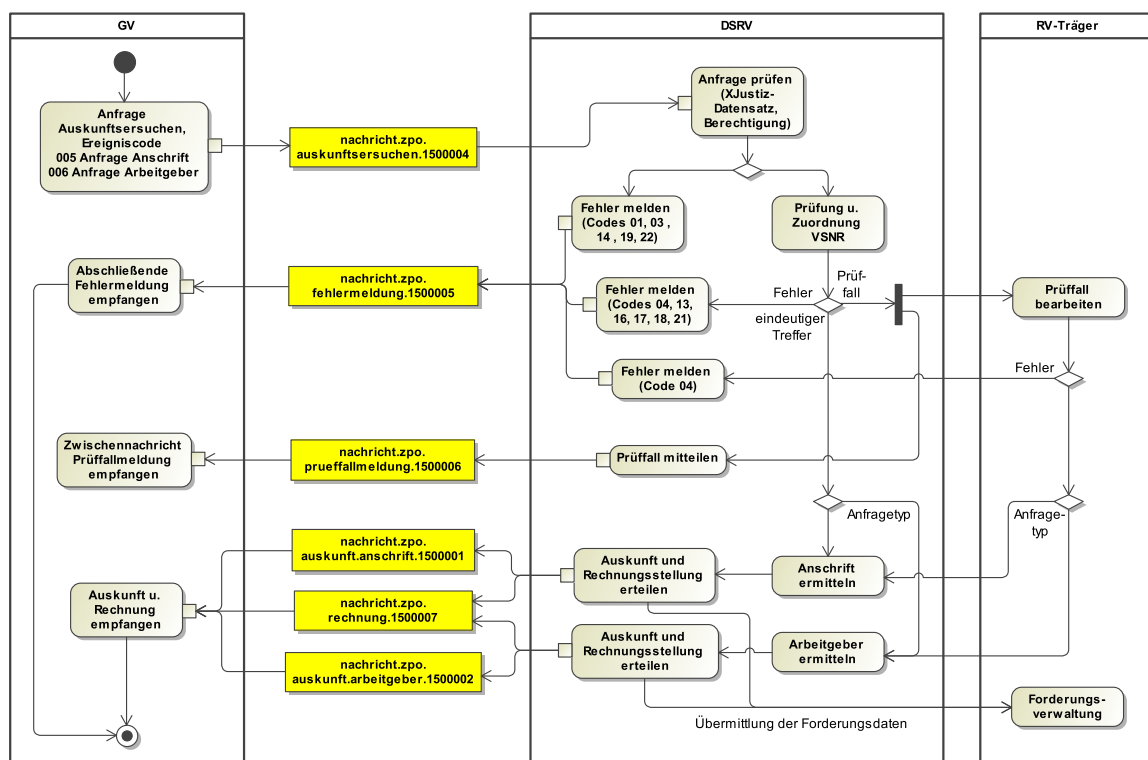 GV
DSRV
RV-Träger
Anfrage
Auskunftsersuchen,
Ereigniscode
005 Anfrage Anschrift
006 Anfrage Arbeitgeber
nachricht.zpo.
auskunftsersuchen.1500004
Anfrage prüfen
(XJustiz-
Datensatz,
Berechtigung)
Fehler melden
(Codes 01, 03 ,
14 , 19, 22)
Prüfung u.
Zuordnung
VSNR
Abschließende
Fehlermeldung
empfangen
nachricht.zpo.
fehlermeldung.1500005
Fehler melden
(Codes 04, 13,
16, 17, 18, 21)
Fehler
Prüf-
fall
eindeutiger
Treffer
Prüffall
bearbeiten
Fehler melden
(Code 04)
Fehler
Zwischennachricht
Prüffallmeldung
empfangen
nachricht.zpo.
prueffallmeldung.1500006
Prüffall mitteilen
Anfragetyp
Anfrage-
typ
nachricht.zpo.
auskunft.anschrift.1500001
Auskunft und
Rechnungsstellung
erteilen
Anschrift
ermitteln
Auskunft u.
Rechnung
empfangen
nachricht.zpo.
rechnung.1500007
nachricht.zpo.
auskunft.arbeitgeber.1500002
Auskunft und
Rechnungsstellung
erteilen
Arbeitgeber
ermitteln
Forderungs-
verwaltung
Übermittlung der Forderungsdaten